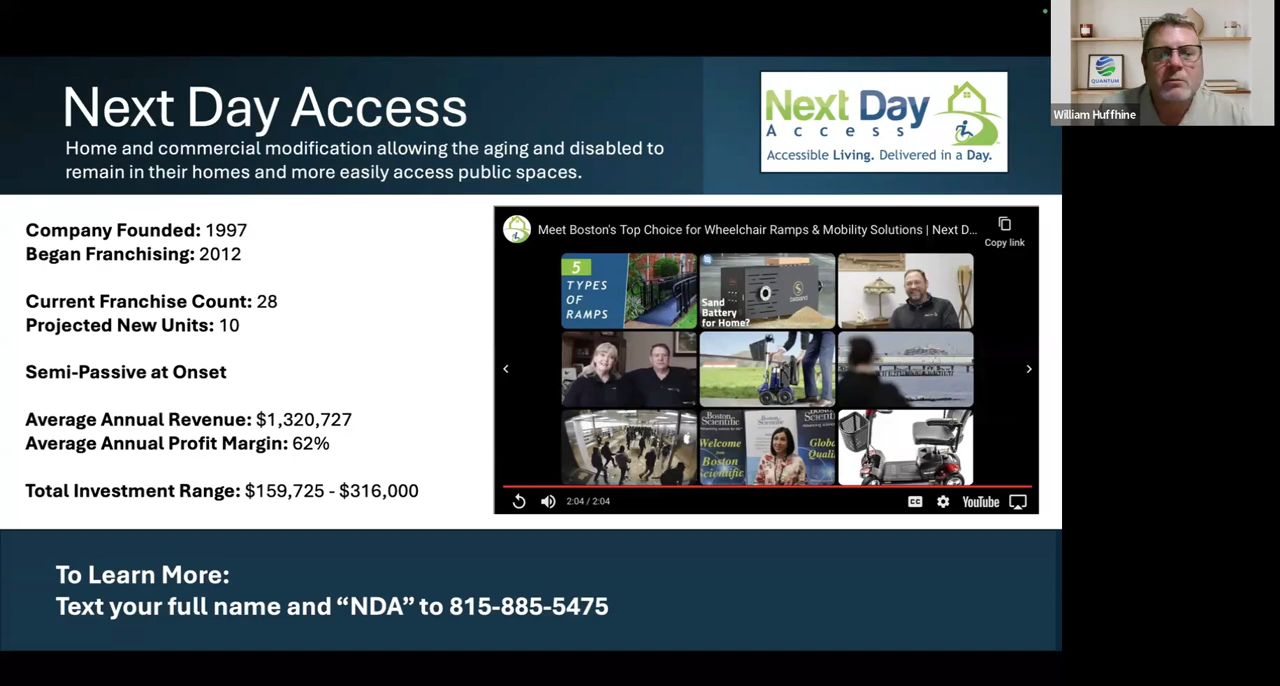 Next Day Access
Home and commercial modification allowing the aging and disabled to
remain in their homes and more easily access public spaces.
Next Day
Access
Accessible Living. Delivered in a Day.
QUANTUM
William Huffhine
Company Founded: 1997
Began Franchising: 2012
Current Franchise Count: 28
Projected New Units: 10
Semi-Passive at Onset
Average Annual Revenue: $1,320,727
Average Annual Profit Margin: 62%
Total Investment Range: $159,725 - $316,000
Meet Boston's Top Choice for Wheelchair Ramps & Mobility Solutions | Next D...
Copy link
5
TYPES
OF
RAMPS
Sand
Battery
for Home?
Boston
Scientific
Welcome
Boston
Scientific
2:04 / 2:04
CC
YouTube
To Learn More:
Text your full name and “NDA” to 815-885-5475